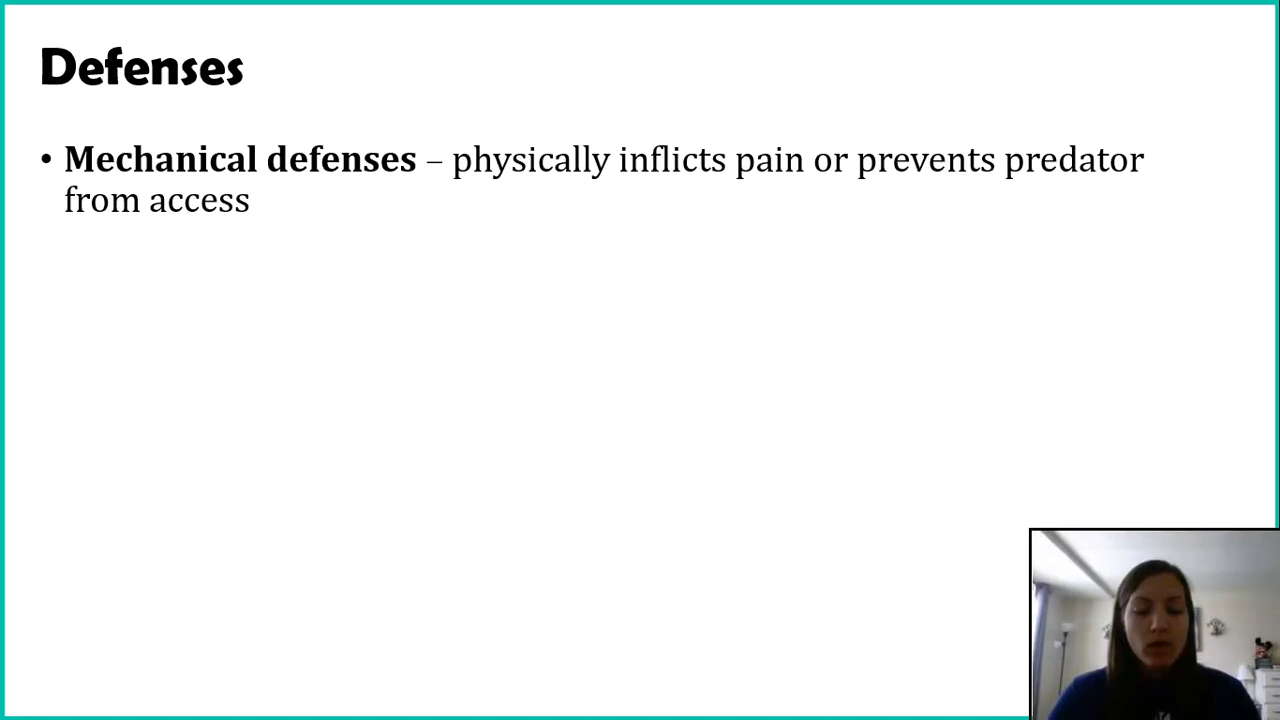 Defenses
• Mechanical defenses – physically inflicts pain or prevents predator
from access